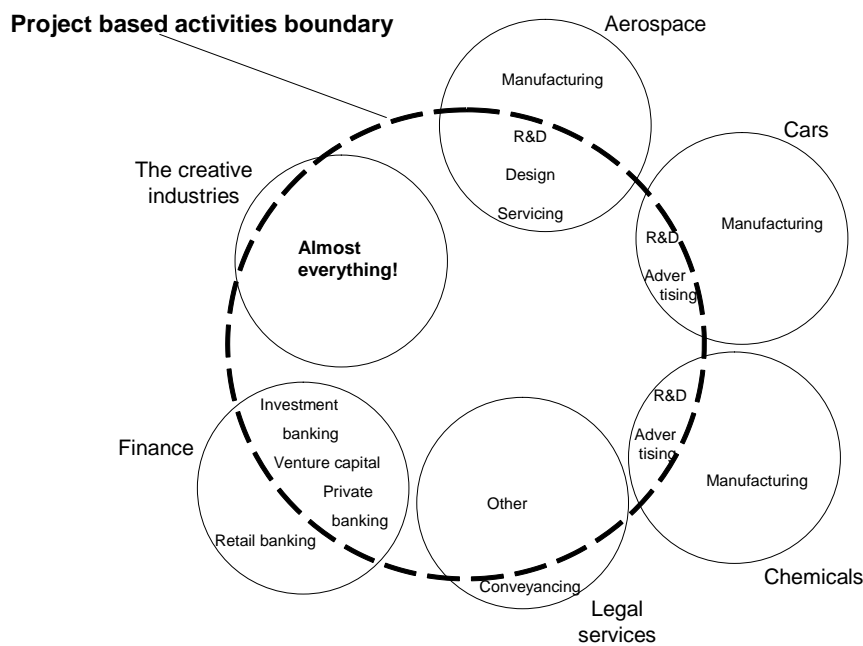 Project based activities boundary
Aerospace
Manufacturing
R&D
Design
Servicing
Cars
Manufacturing
R&D
Adver
tising
The creative
industries
Almost
everything!
Finance
Investment
banking
Venture capital
Private
banking
Retail banking
Other
Conveyancing
Legal
services
R&D
Adver
tising
Manufacturing
Chemicals